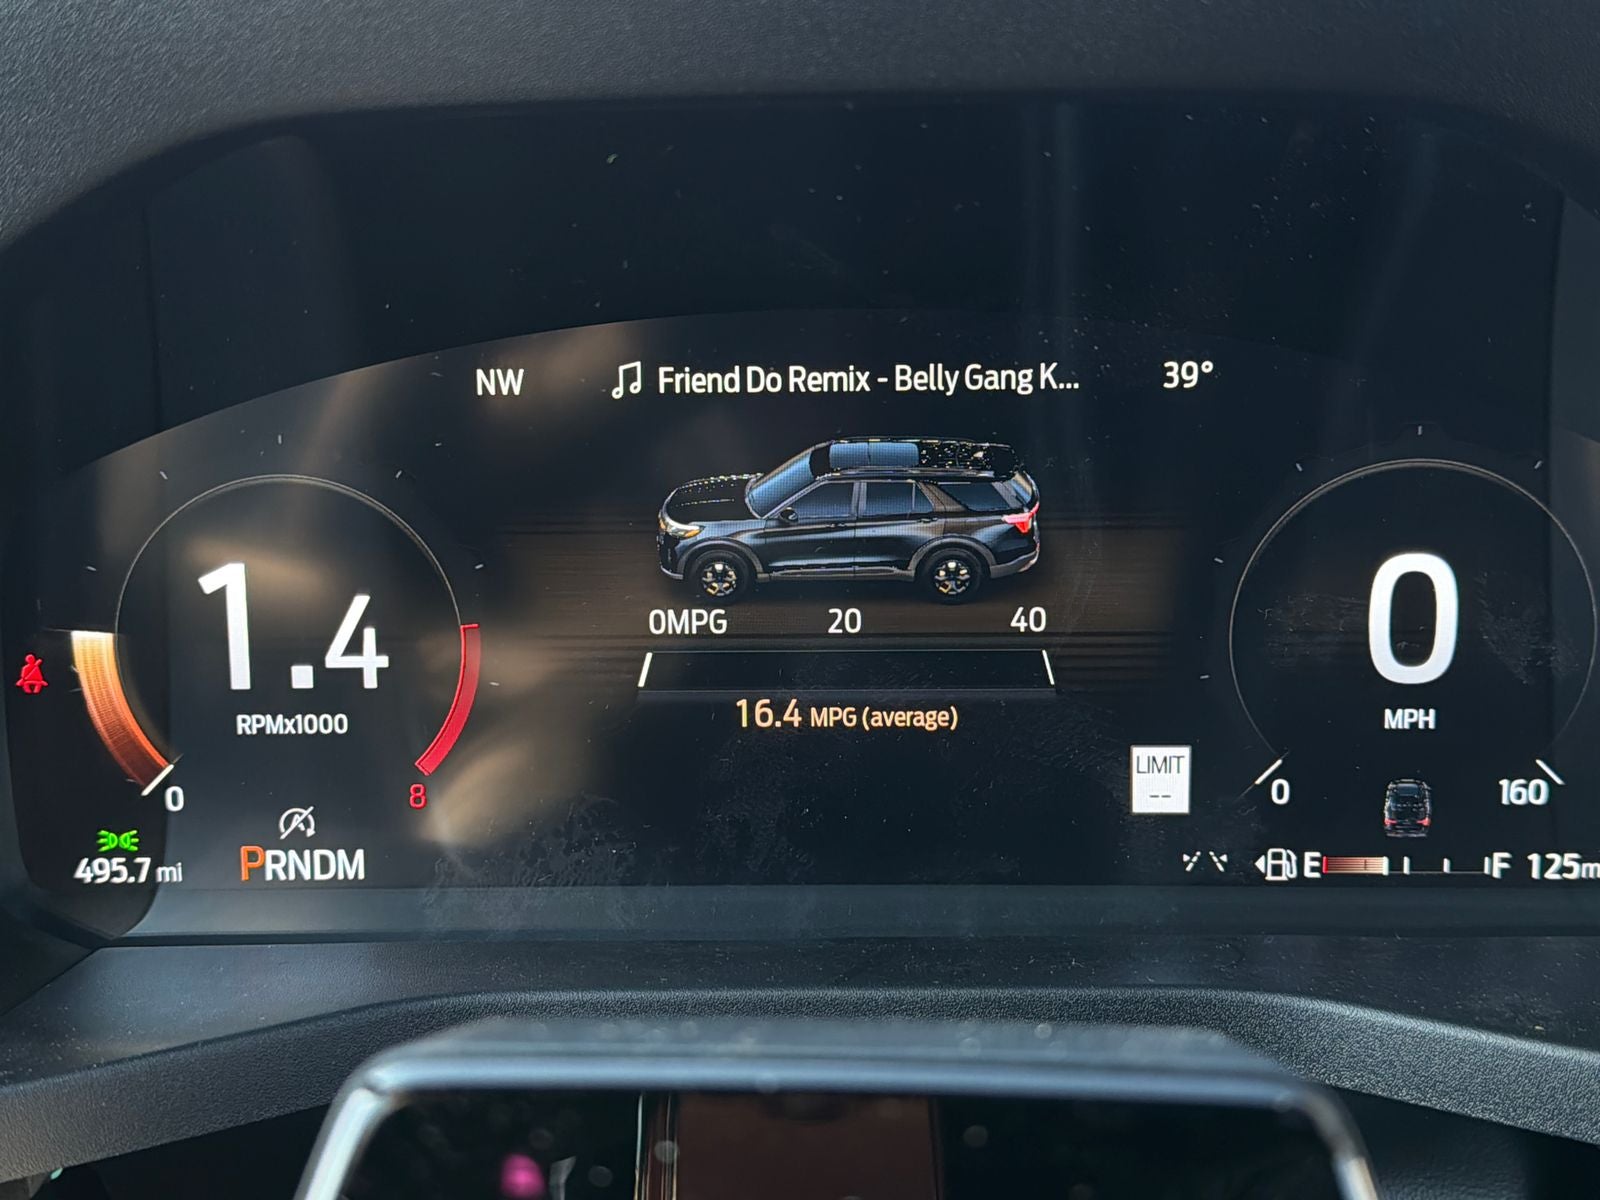 NW
Friend Do Remix - Belly Gang K...
39°
1.4
RPMx1000
0
8
0MPG 20 40
16.4 MPG (average)
0
MPH
LIMIT
--
0
160
495.7 mi
PRNDM
E
F
125m